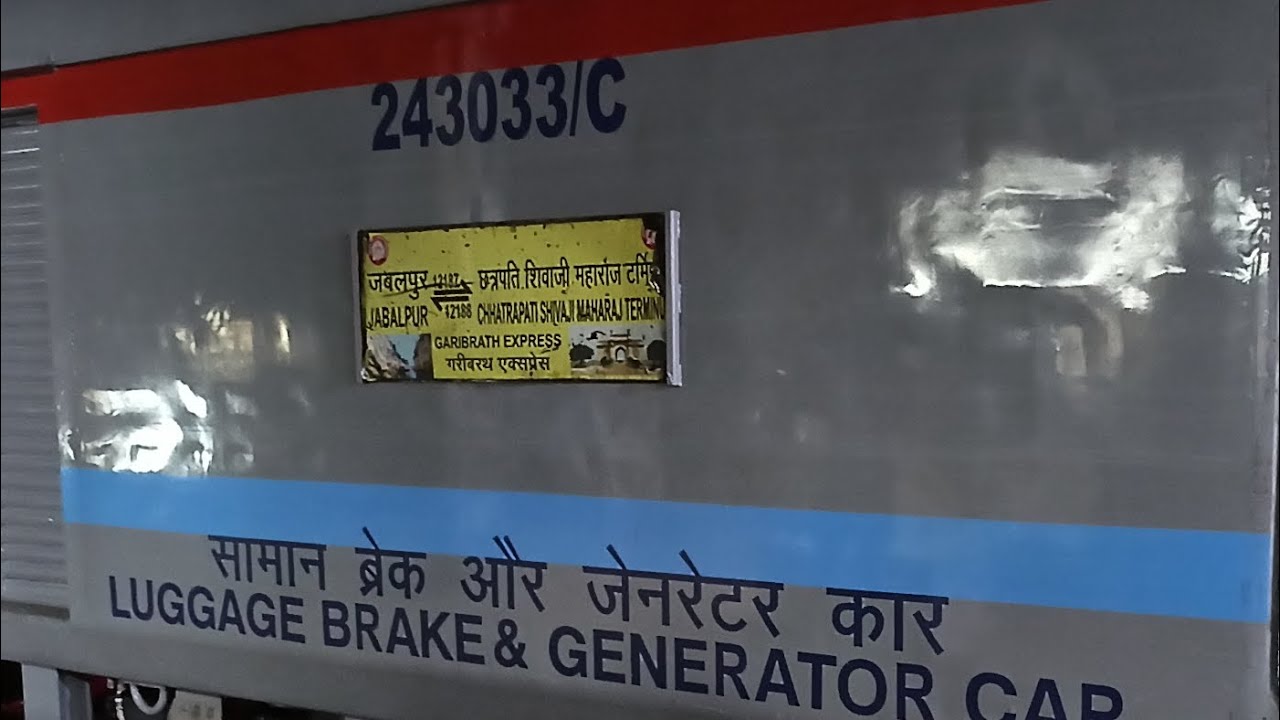 243033/C
जबलपुर 12187 छत्रपति शिवाजी महाराज टर्मि
JABALPUR 12188 CHHATRAPATI SHIVAJI MAHARAJ TERMINU
GARIBRATH EXPRESS
गरीबरथ एक्सप्रेस
सामान ब्रेक और जेनरेटर कार
LUGGAGE BRAKE & GENERATOR CAR